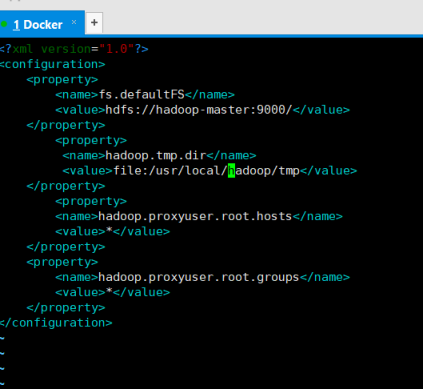 1 Docker × +
<?xml version="1.0"?>
<configuration>
    <property>
        <name>fs.defaultFS</name>
        <value>hdfs://hadoop-master:9000/</value>
    </property>
        <property>
         <name>hadoop.tmp.dir</name>
         <value>file:/usr/local/hadoop/tmp</value>
    </property>
        <property>
        <name>hadoop.proxyuser.root.hosts</name>
        <value>*</value>
    </property>
    <property>
        <name>hadoop.proxyuser.root.groups</name>
        <value>*</value>
    </property>
</configuration>
~
~
~
~